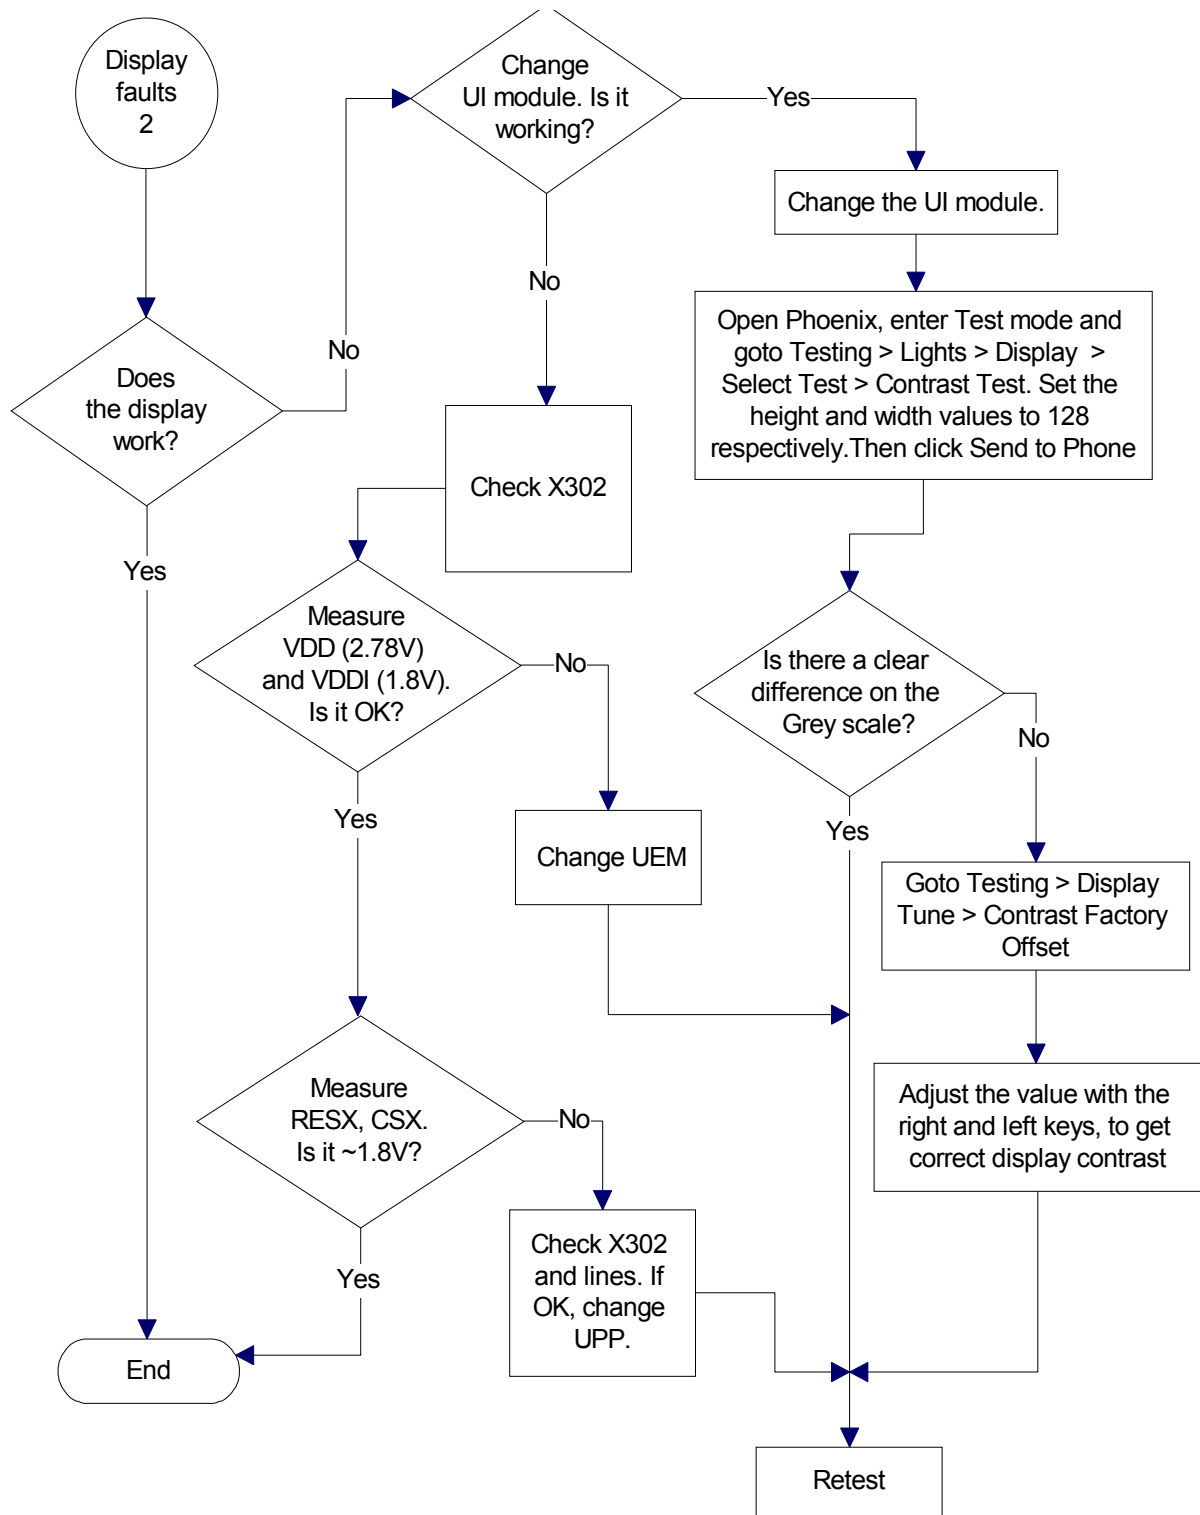 Display
faults
2
Change
UI module. Is it
working?
Yes
Change the UI module.
No
No
Open Phoenix, enter Test mode and
goto Testing > Lights > Display >
Select Test > Contrast Test. Set the
height and width values to 128
respectively.Then click Send to Phone
Does
the display
work?
Check X302
Yes
Measure
VDD (2.78V)
and VDDI (1.8V).
Is it OK?
No
Is there a clear
difference on the
Grey scale?
No
Yes
Yes
Change UEM
Goto Testing > Display
Tune > Contrast Factory
Offset
Measure
RESX, CSX.
Is it ~1.8V?
No
Adjust the value with the
right and left keys, to get
correct display contrast
Check X302
and lines. If
OK, change
UPP.
Yes
End
Retest